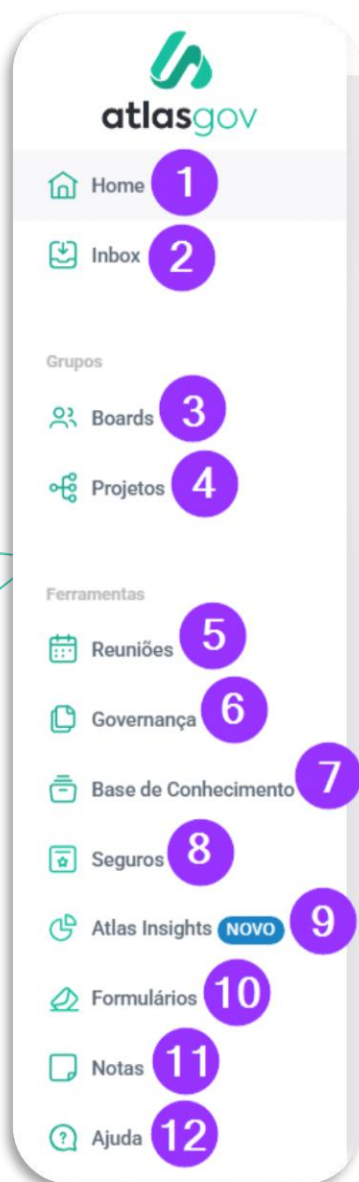 atlasgov
Home 1
Inbox 2
Grupos
Boards 3
Projetos 4
Ferramentas
Reuniões 5
Governança 6
Base de Conhecimento 7
Seguros 8
Atlas Insights NOVO 9
Formulários 10
Notas 11
Ajuda 12